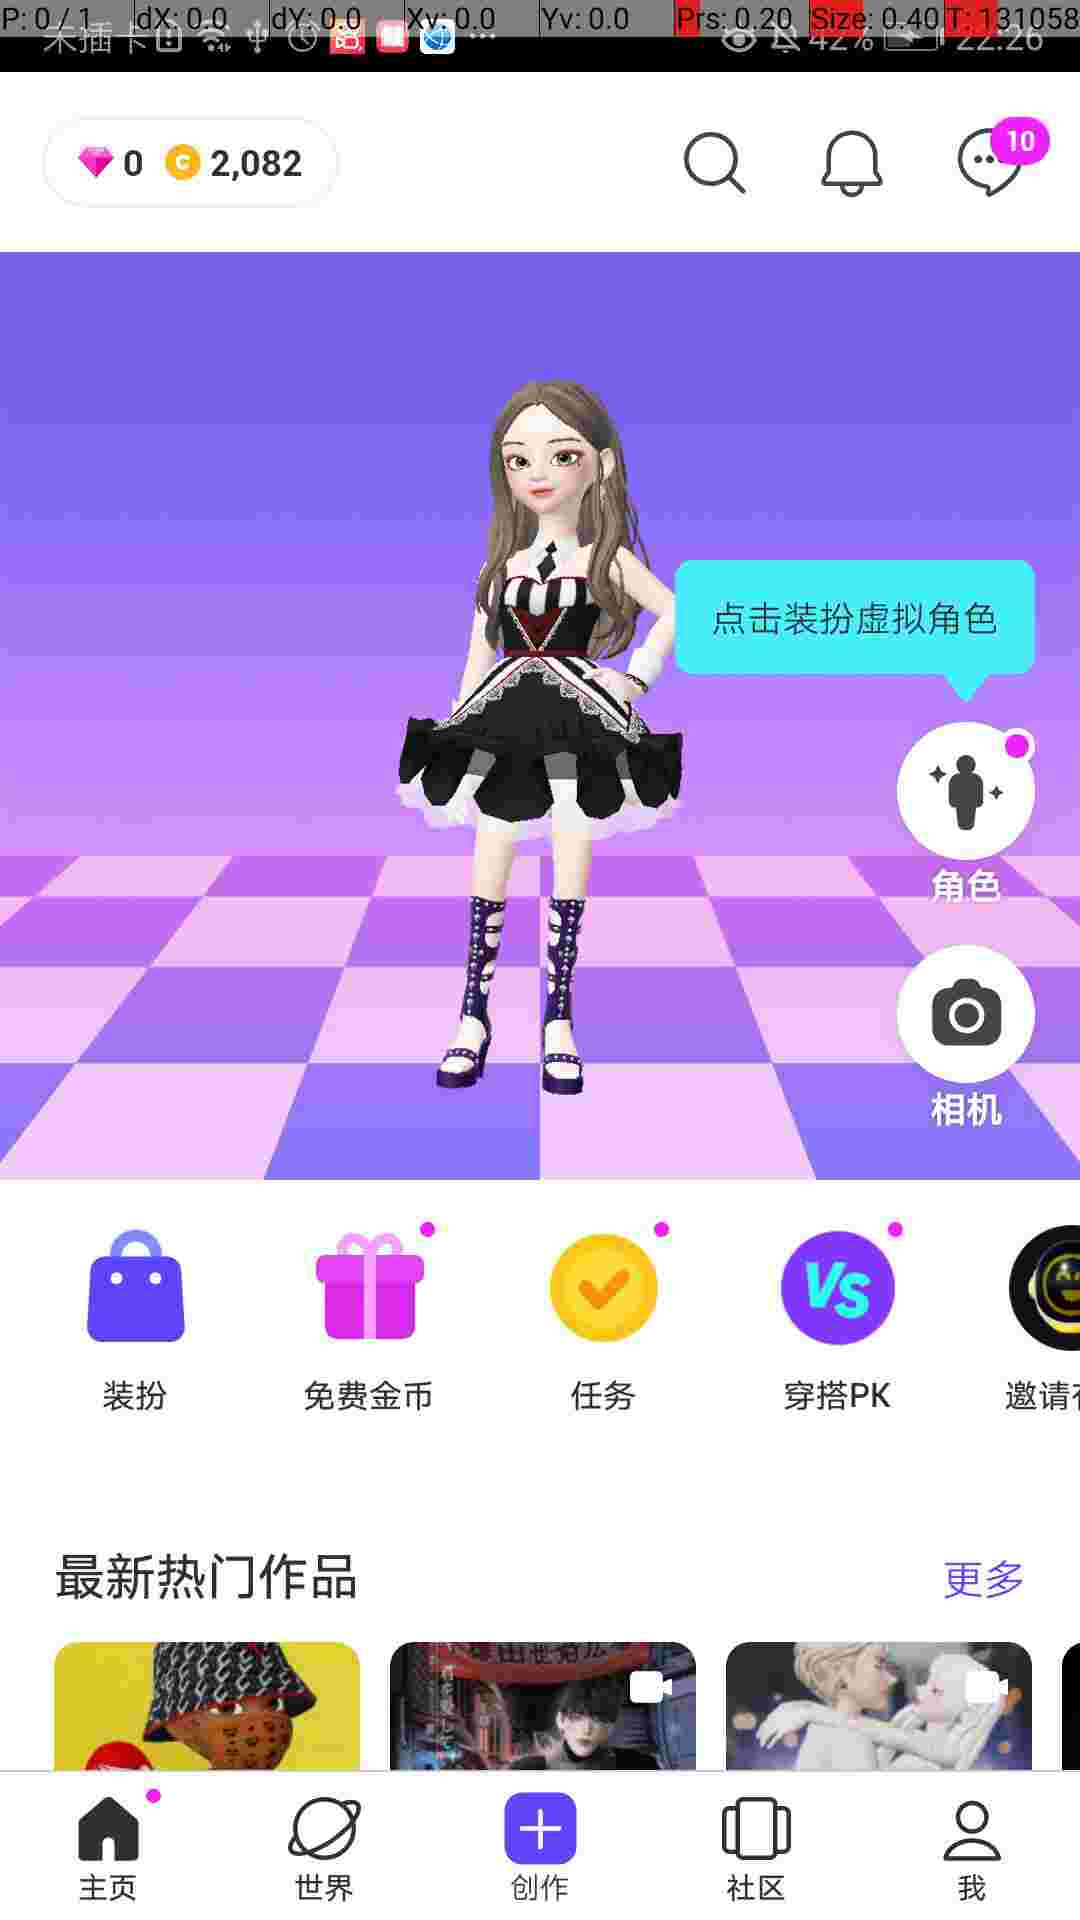 P: 0 / 1 dX: 0.0 dY: 0.0 Xv: 0.0 Yv: 0.0 Prs: 0.20 Size: 0.40 T: 131058
未插卡 42% 22:26
0 2,082 10
点击装扮虚拟角色
角色
相机
装扮 免费金币 任务 穿搭PK 邀请
VS
最新热门作品 更多
主页 世界 创作 社区 我